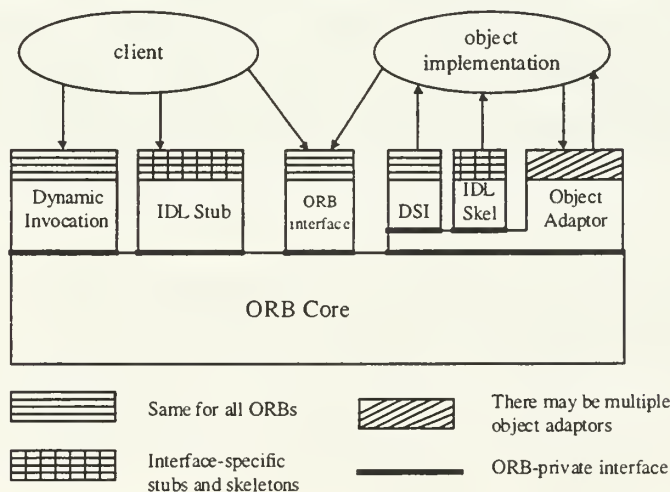 client
object
implementation
Dynamic
Invocation
IDL Stub
ORB
interface
DSI
IDL
Skel
Object
Adaptor
ORB Core
Same for all ORBs
There may be multiple
object adaptors
Interface-specific
stubs and skeletons
ORB-private interface